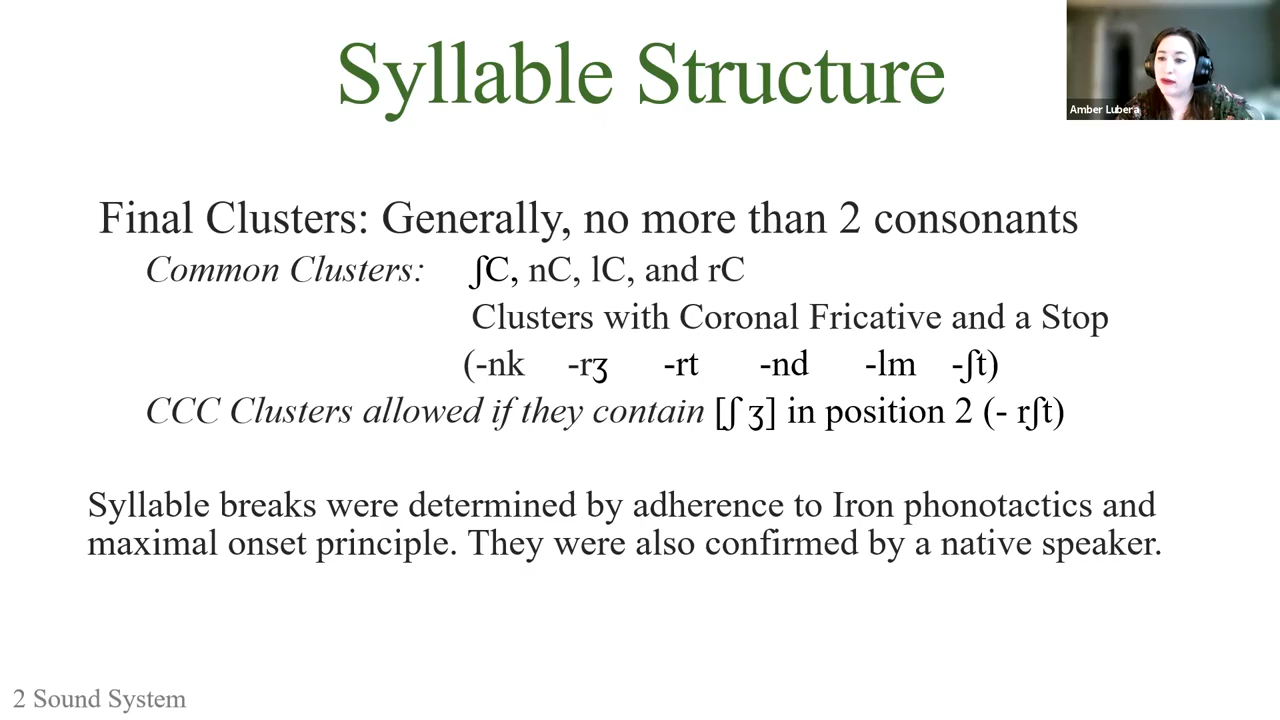 Syllable Structure
Amber Lubera
Final Clusters: Generally, no more than 2 consonants
Common Clusters: ʃC, nC, lC, and rC
Clusters with Coronal Fricative and a Stop
(-nk -rʒ -rt -nd -lm -ʃt)
CCC Clusters allowed if they contain [ʃ ʒ] in position 2 (- rʃt)
Syllable breaks were determined by adherence to Iron phonotactics and
maximal onset principle. They were also confirmed by a native speaker.
2 Sound System